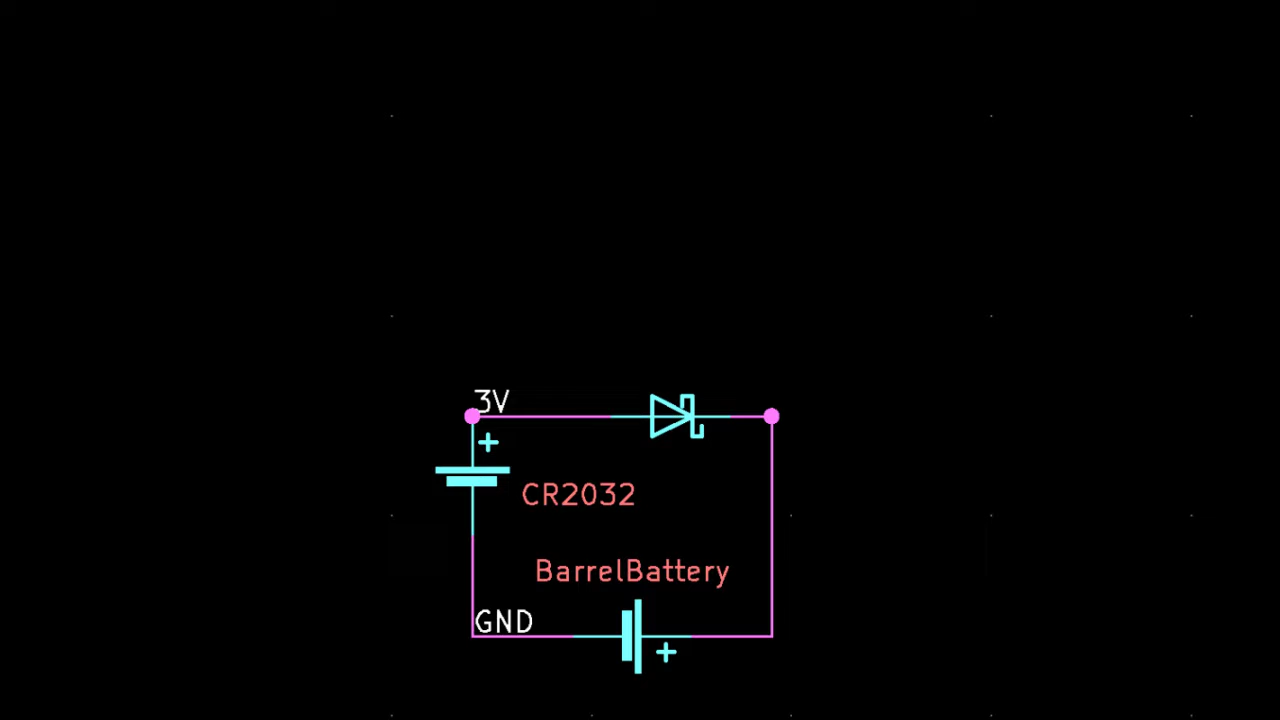 3V
+
CR2032
BarrelBattery
GND
+